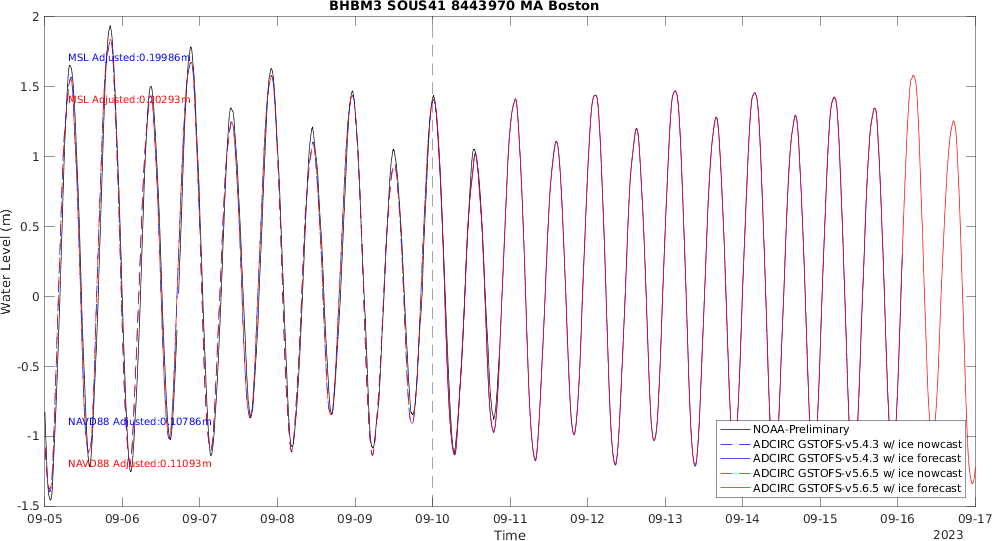 BHBM3 SOUS41 8443970 MA Boston
2
1.5
1
0.5
0
-0.5
-1
-1.5
Water Level (m)
MSL Adjusted:0.19986m
MSL Adjusted:0.20293m
NAVD88 Adjusted:0.10786m
NAVD88 Adjusted:0.11093m
NOAA-Preliminary
ADCIRC GSTOFS-v5.4.3 w/ ice nowcast
ADCIRC GSTOFS-v5.4.3 w/ ice forecast
ADCIRC GSTOFS-v5.6.5 w/ ice nowcast
ADCIRC GSTOFS-v5.6.5 w/ ice forecast
09-05 09-06 09-07 09-08 09-09 09-10 09-11 09-12 09-13 09-14 09-15 09-16 09-17
Time
2023